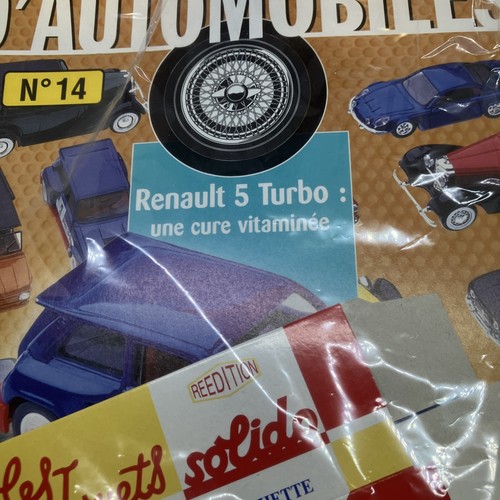 D'AUTOMOBILES
N° 14
Renault 5 Turbo :
une cure vitaminée
REEDITION
solido